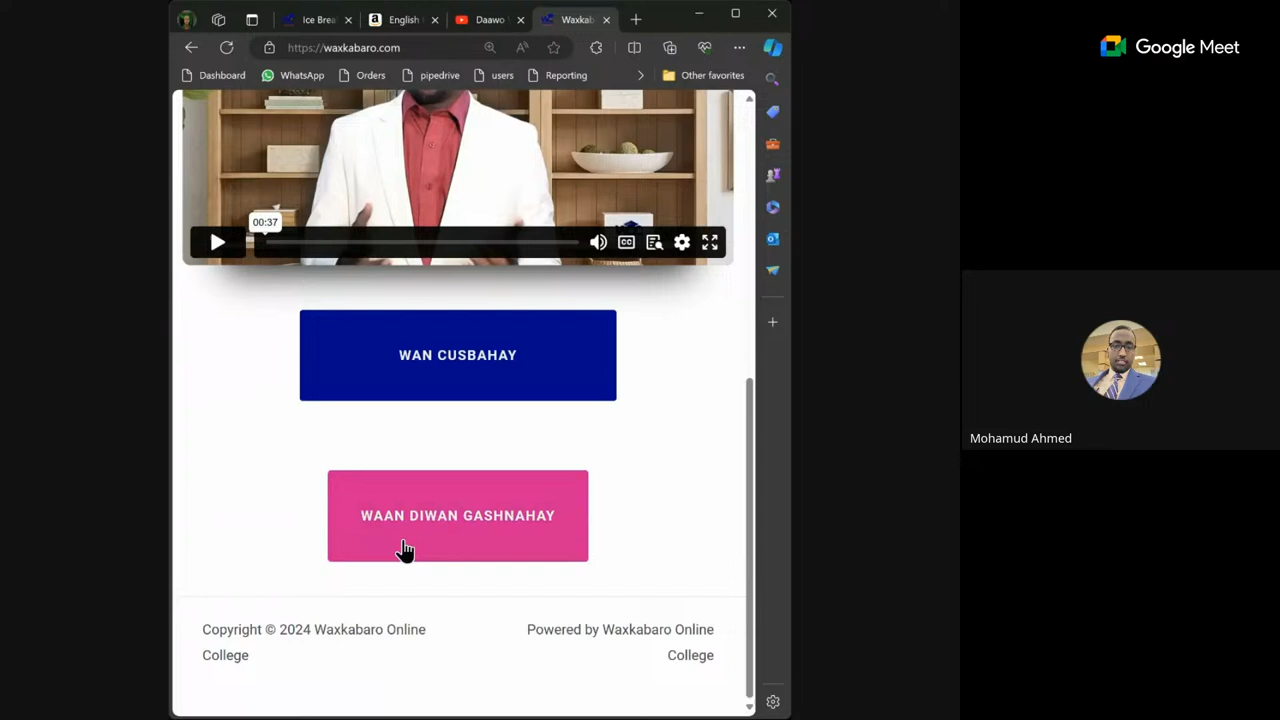 Ice Brea
English
Daawo
Waxkab
https://waxkabaro.com
Dashboard
WhatsApp
Orders
pipedrive
users
Reporting
Other favorites
00:37
CC
WAN CUSBAHAY
WAAN DIWAN GASHNAHAY
Copyright © 2024 Waxkabaro Online
College
Powered by Waxkabaro Online
College
Google Meet
Mohamud Ahmed